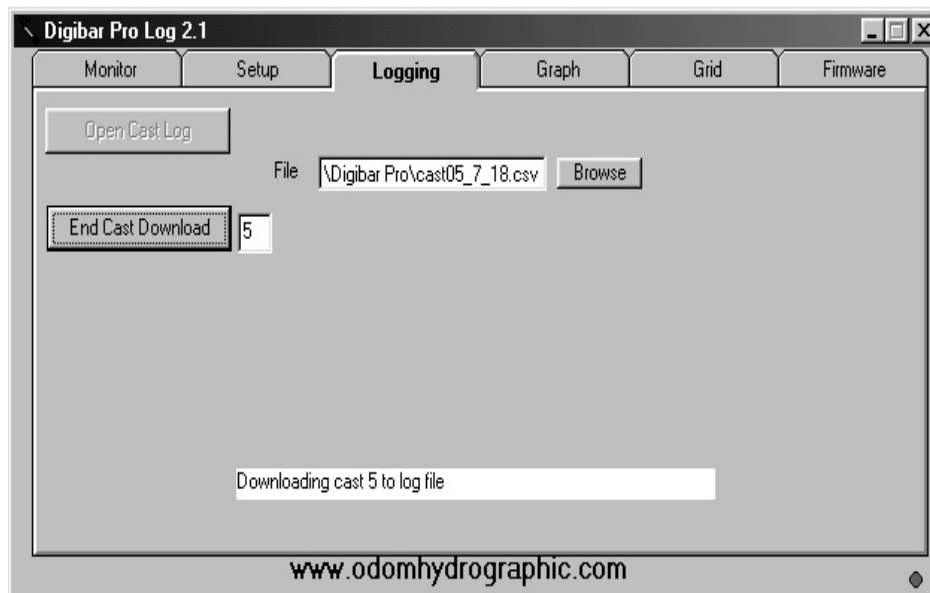 Digibar Pro Log 2.1
Monitor Setup Logging Graph Grid Firmware
Open Cast Log
File \Digibar Pro\cast05_7_18.csv Browse
End Cast Download 5
Downloading cast 5 to log file
www.odomhydrographic.com